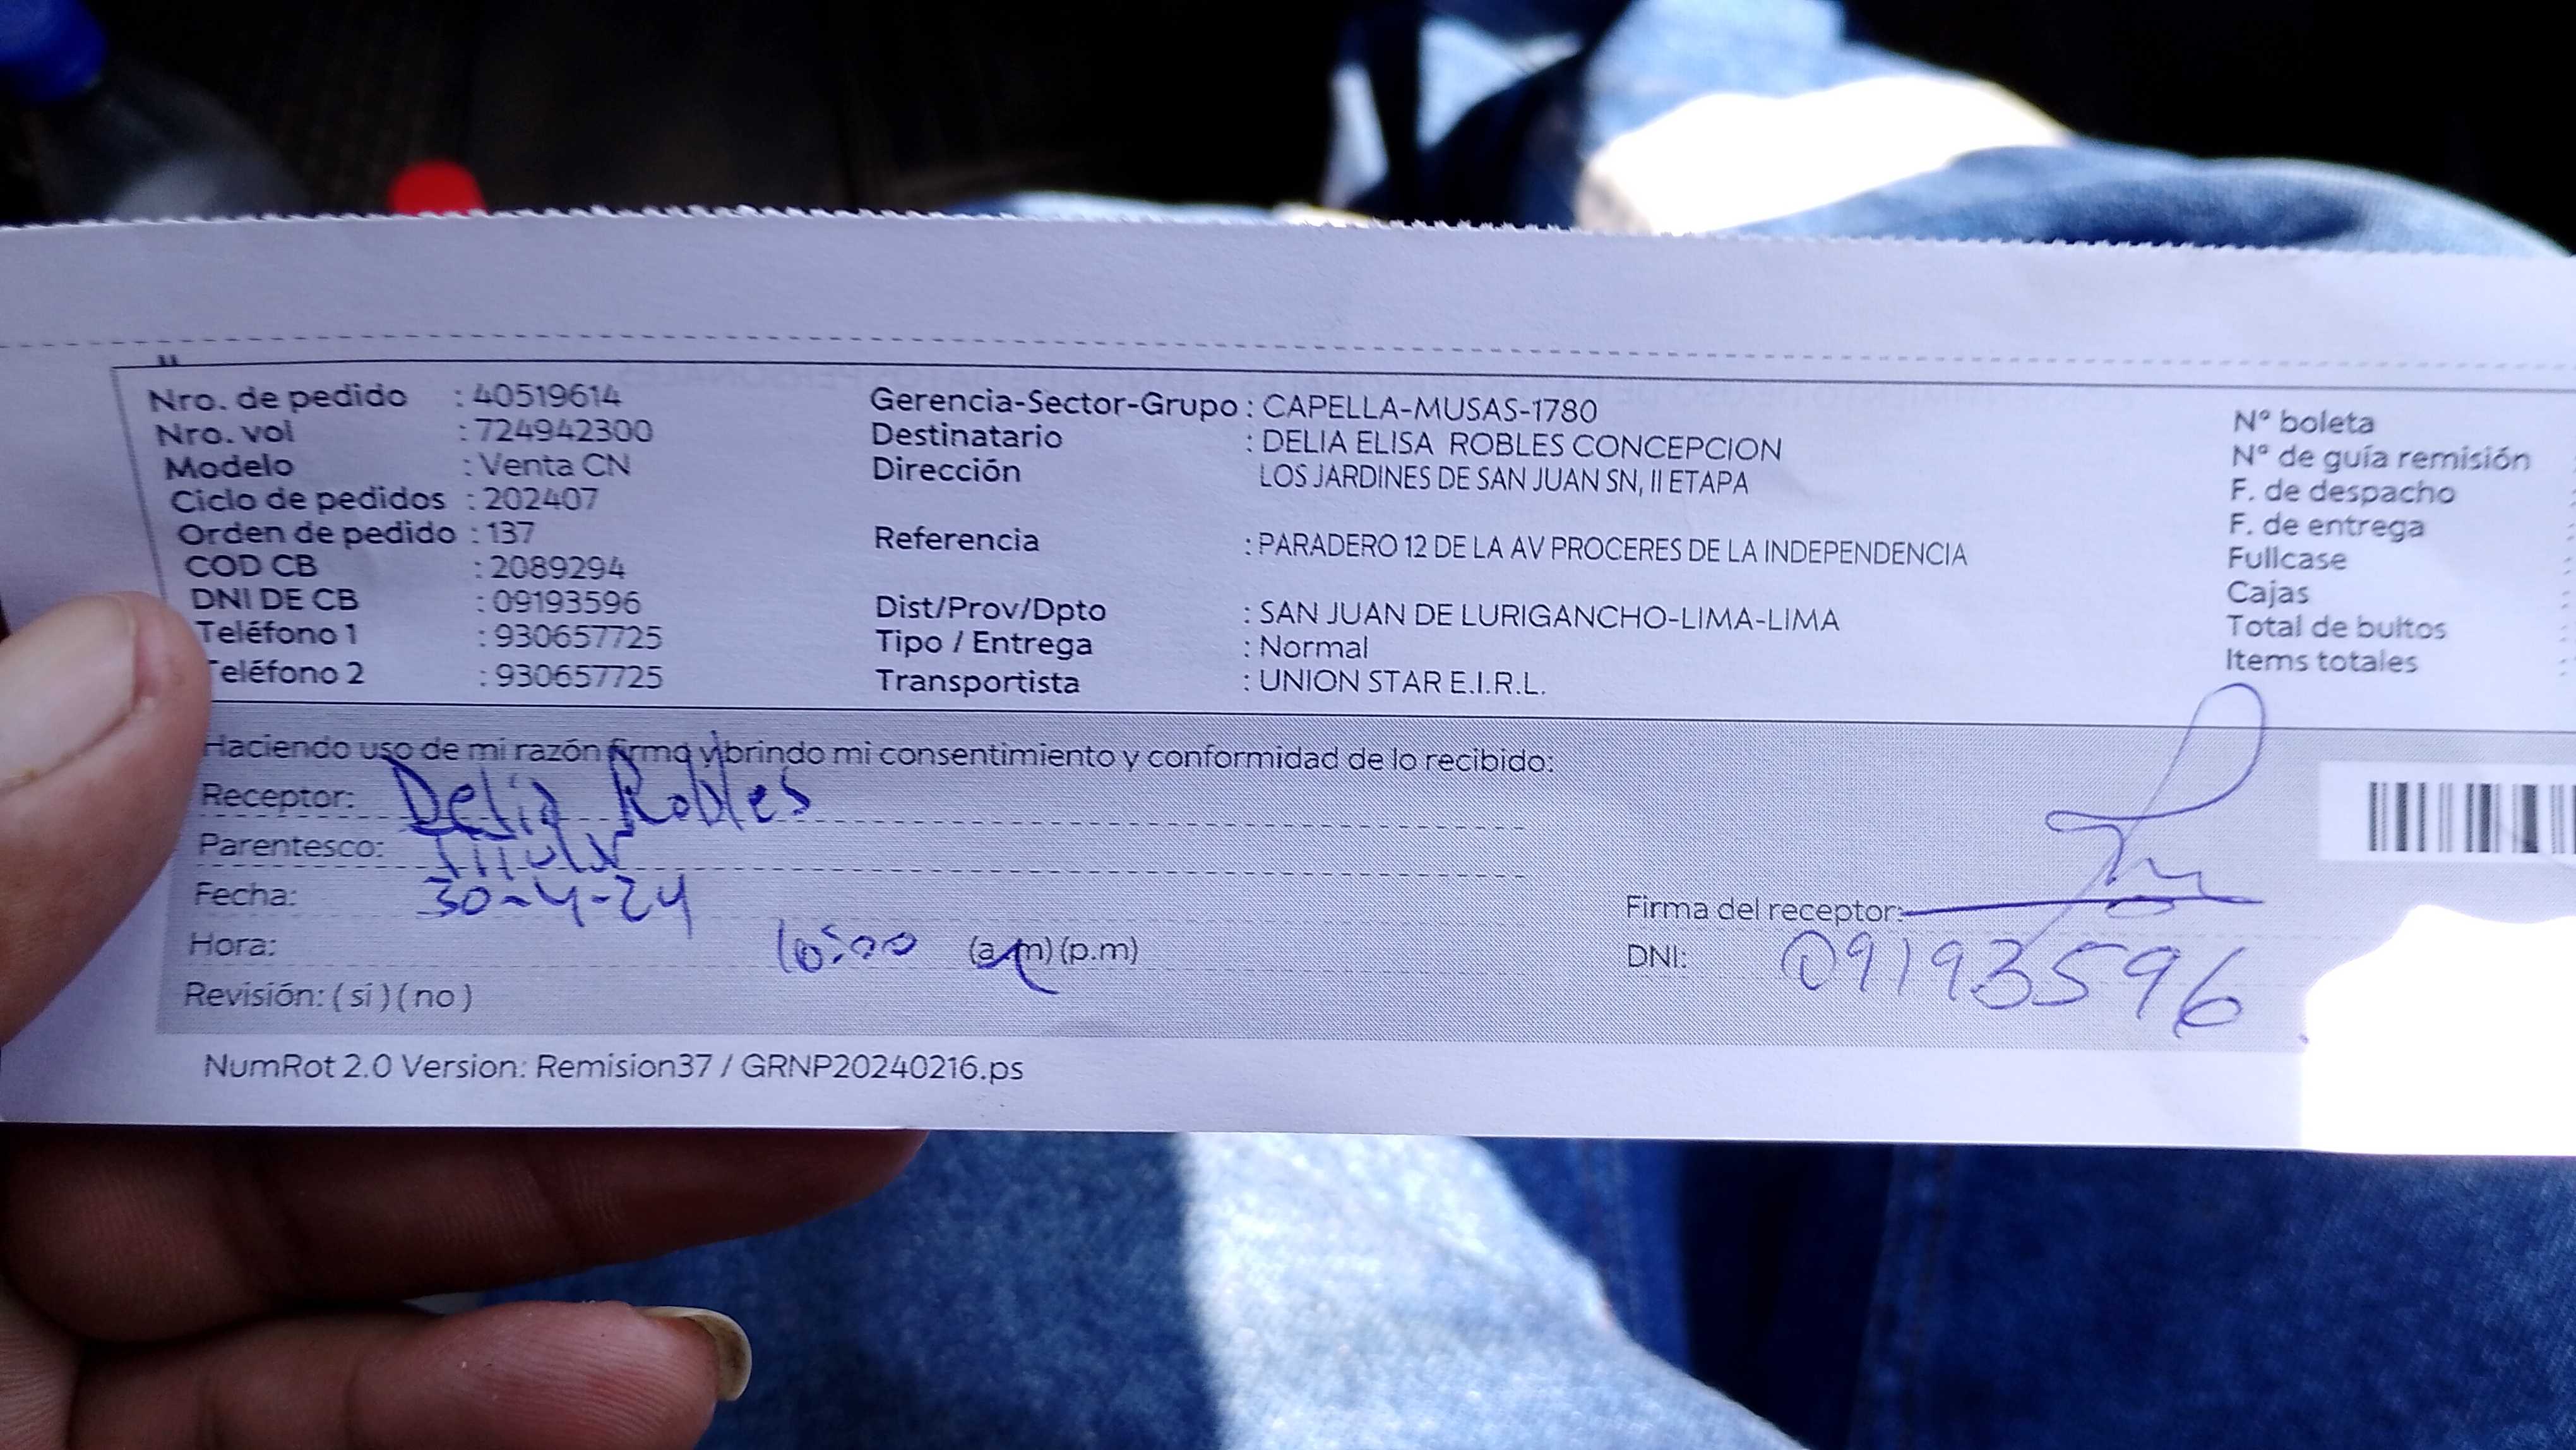 Nro. de pedido : 40519614
Nro. vol : 724942300
Modelo : Venta CN
Ciclo de pedidos : 202407
Orden de pedido : 137
COD CB : 2089294
DNI DE CB : 09193596
Teléfono 1 : 930657725
eléfono 2 : 930657725
Gerencia-Sector-Grupo : CAPELLA-MUSAS-1780
Destinatario : DELIA ELISA ROBLES CONCEPCION
Dirección LOS JARDINES DE SAN JUAN SN, II ETAPA
Referencia : PARADERO 12 DE LA AV PROCERES DE LA INDEPENDENCIA
Dist/Prov/Dpto : SAN JUAN DE LURIGANCHO-LIMA-LIMA
Tipo / Entrega : Normal
Transportista : UNION STAR E.I.R.L.
N° boleta
N° de guía remisión
F. de despacho
F. de entrega
Fullcase
Cajas
Total de bultos
Items totales
Haciendo uso de mi razón firmo y brindo mi consentimiento y conformidad de lo recibido:
Receptor: Delia Robles
Parentesco: Titular
Fecha: 30-4-24
Hora: 10:00 (a.m) (p.m)
Revisión: ( si ) ( no )
Firma del receptor:
DNI: 09193596
NumRot 2.0 Version: Remision37 / GRNP20240216.ps